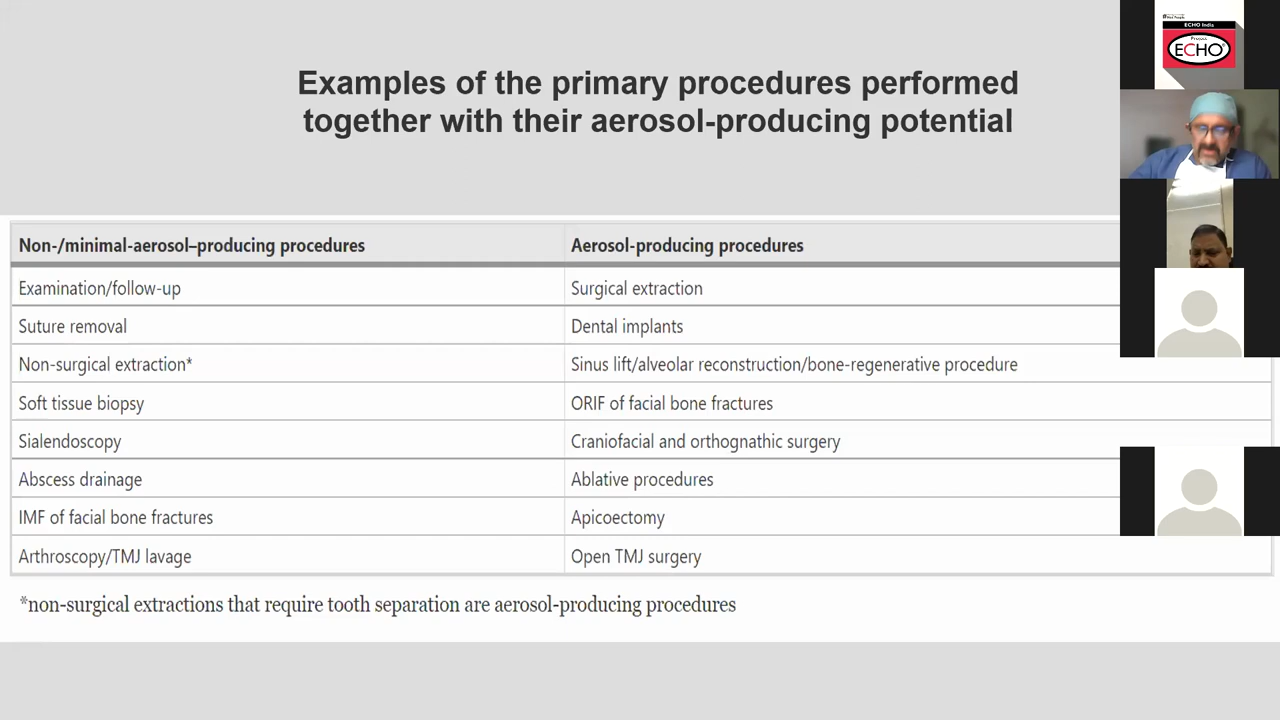 Examples of the primary procedures performed
together with their aerosol-producing potential
Non-/minimal-aerosol–producing procedures Aerosol-producing procedures
Examination/follow-up Surgical extraction
Suture removal Dental implants
Non-surgical extraction* Sinus lift/alveolar reconstruction/bone-regenerative procedure
Soft tissue biopsy ORIF of facial bone fractures
Sialendoscopy Craniofacial and orthognathic surgery
Abscess drainage Ablative procedures
IMF of facial bone fractures Apicoectomy
Arthroscopy/TMJ lavage Open TMJ surgery
*non-surgical extractions that require tooth separation are aerosol-producing procedures
ECHO India
Project
ECHO